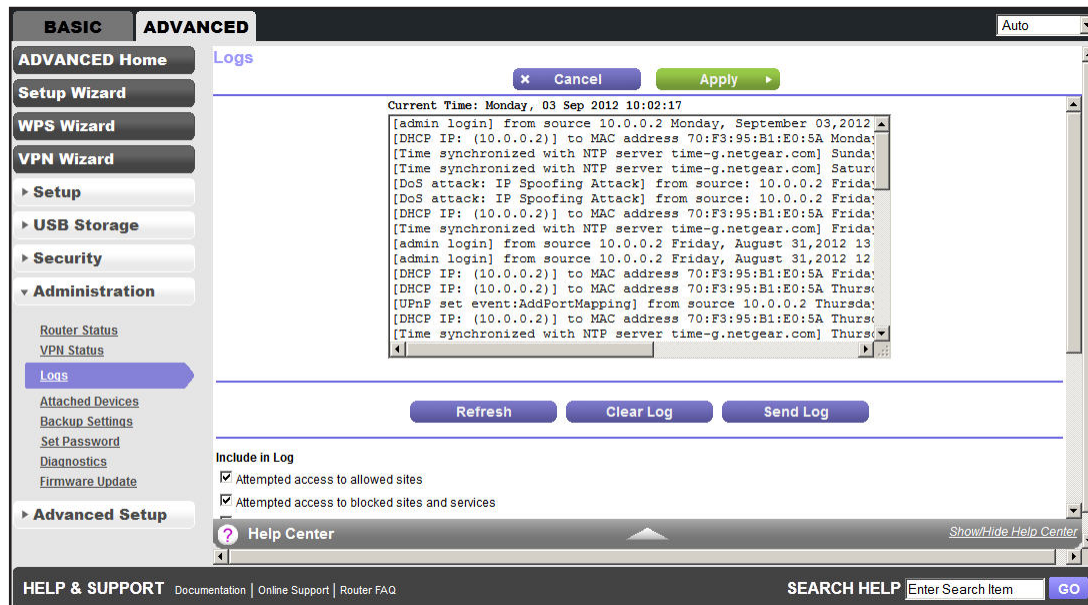 BASIC ADVANCED Auto
ADVANCED Home
Setup Wizard
WPS Wizard
VPN Wizard
Setup
USB Storage
Security
Administration
Router Status
VPN Status
Logs
Attached Devices
Backup Settings
Set Password
Diagnostics
Firmware Update
Advanced Setup
Logs
Cancel Apply
Current Time: Monday, 03 Sep 2012 10:02:17
[admin login] from source 10.0.0.2 Monday, September 03,2012
[DHCP IP: (10.0.0.2)] to MAC address 70:F3:95:B1:E0:5A Monday
[Time synchronized with NTP server time-g.netgear.com] Sunday
[Time synchronized with NTP server time-g.netgear.com] Satur
[DoS attack: IP Spoofing Attack] from source: 10.0.0.2 Friday
[DoS attack: IP Spoofing Attack] from source: 10.0.0.2 Friday
[DHCP IP: (10.0.0.2)] to MAC address 70:F3:95:B1:E0:5A Friday
[Time synchronized with NTP server time-g.netgear.com] Friday
[admin login] from source 10.0.0.2 Friday, August 31,2012 13
[admin login] from source 10.0.0.2 Friday, August 31,2012 12
[DHCP IP: (10.0.0.2)] to MAC address 70:F3:95:B1:E0:5A Friday
[DHCP IP: (10.0.0.2)] to MAC address 70:F3:95:B1:E0:5A Thurs
[UPnP set event:AddPortMapping] from source 10.0.0.2 Thursda
[DHCP IP: (10.0.0.2)] to MAC address 70:F3:95:B1:E0:5A Thurs
[Time synchronized with NTP server time-g.netgear.com] Thurs
Refresh Clear Log Send Log
Include in Log
Attempted access to allowed sites
Attempted access to blocked sites and services
? Help Center Show/Hide Help Center
HELP & SUPPORT Documentation | Online Support | Router FAQ SEARCH HELP Enter Search Item GO